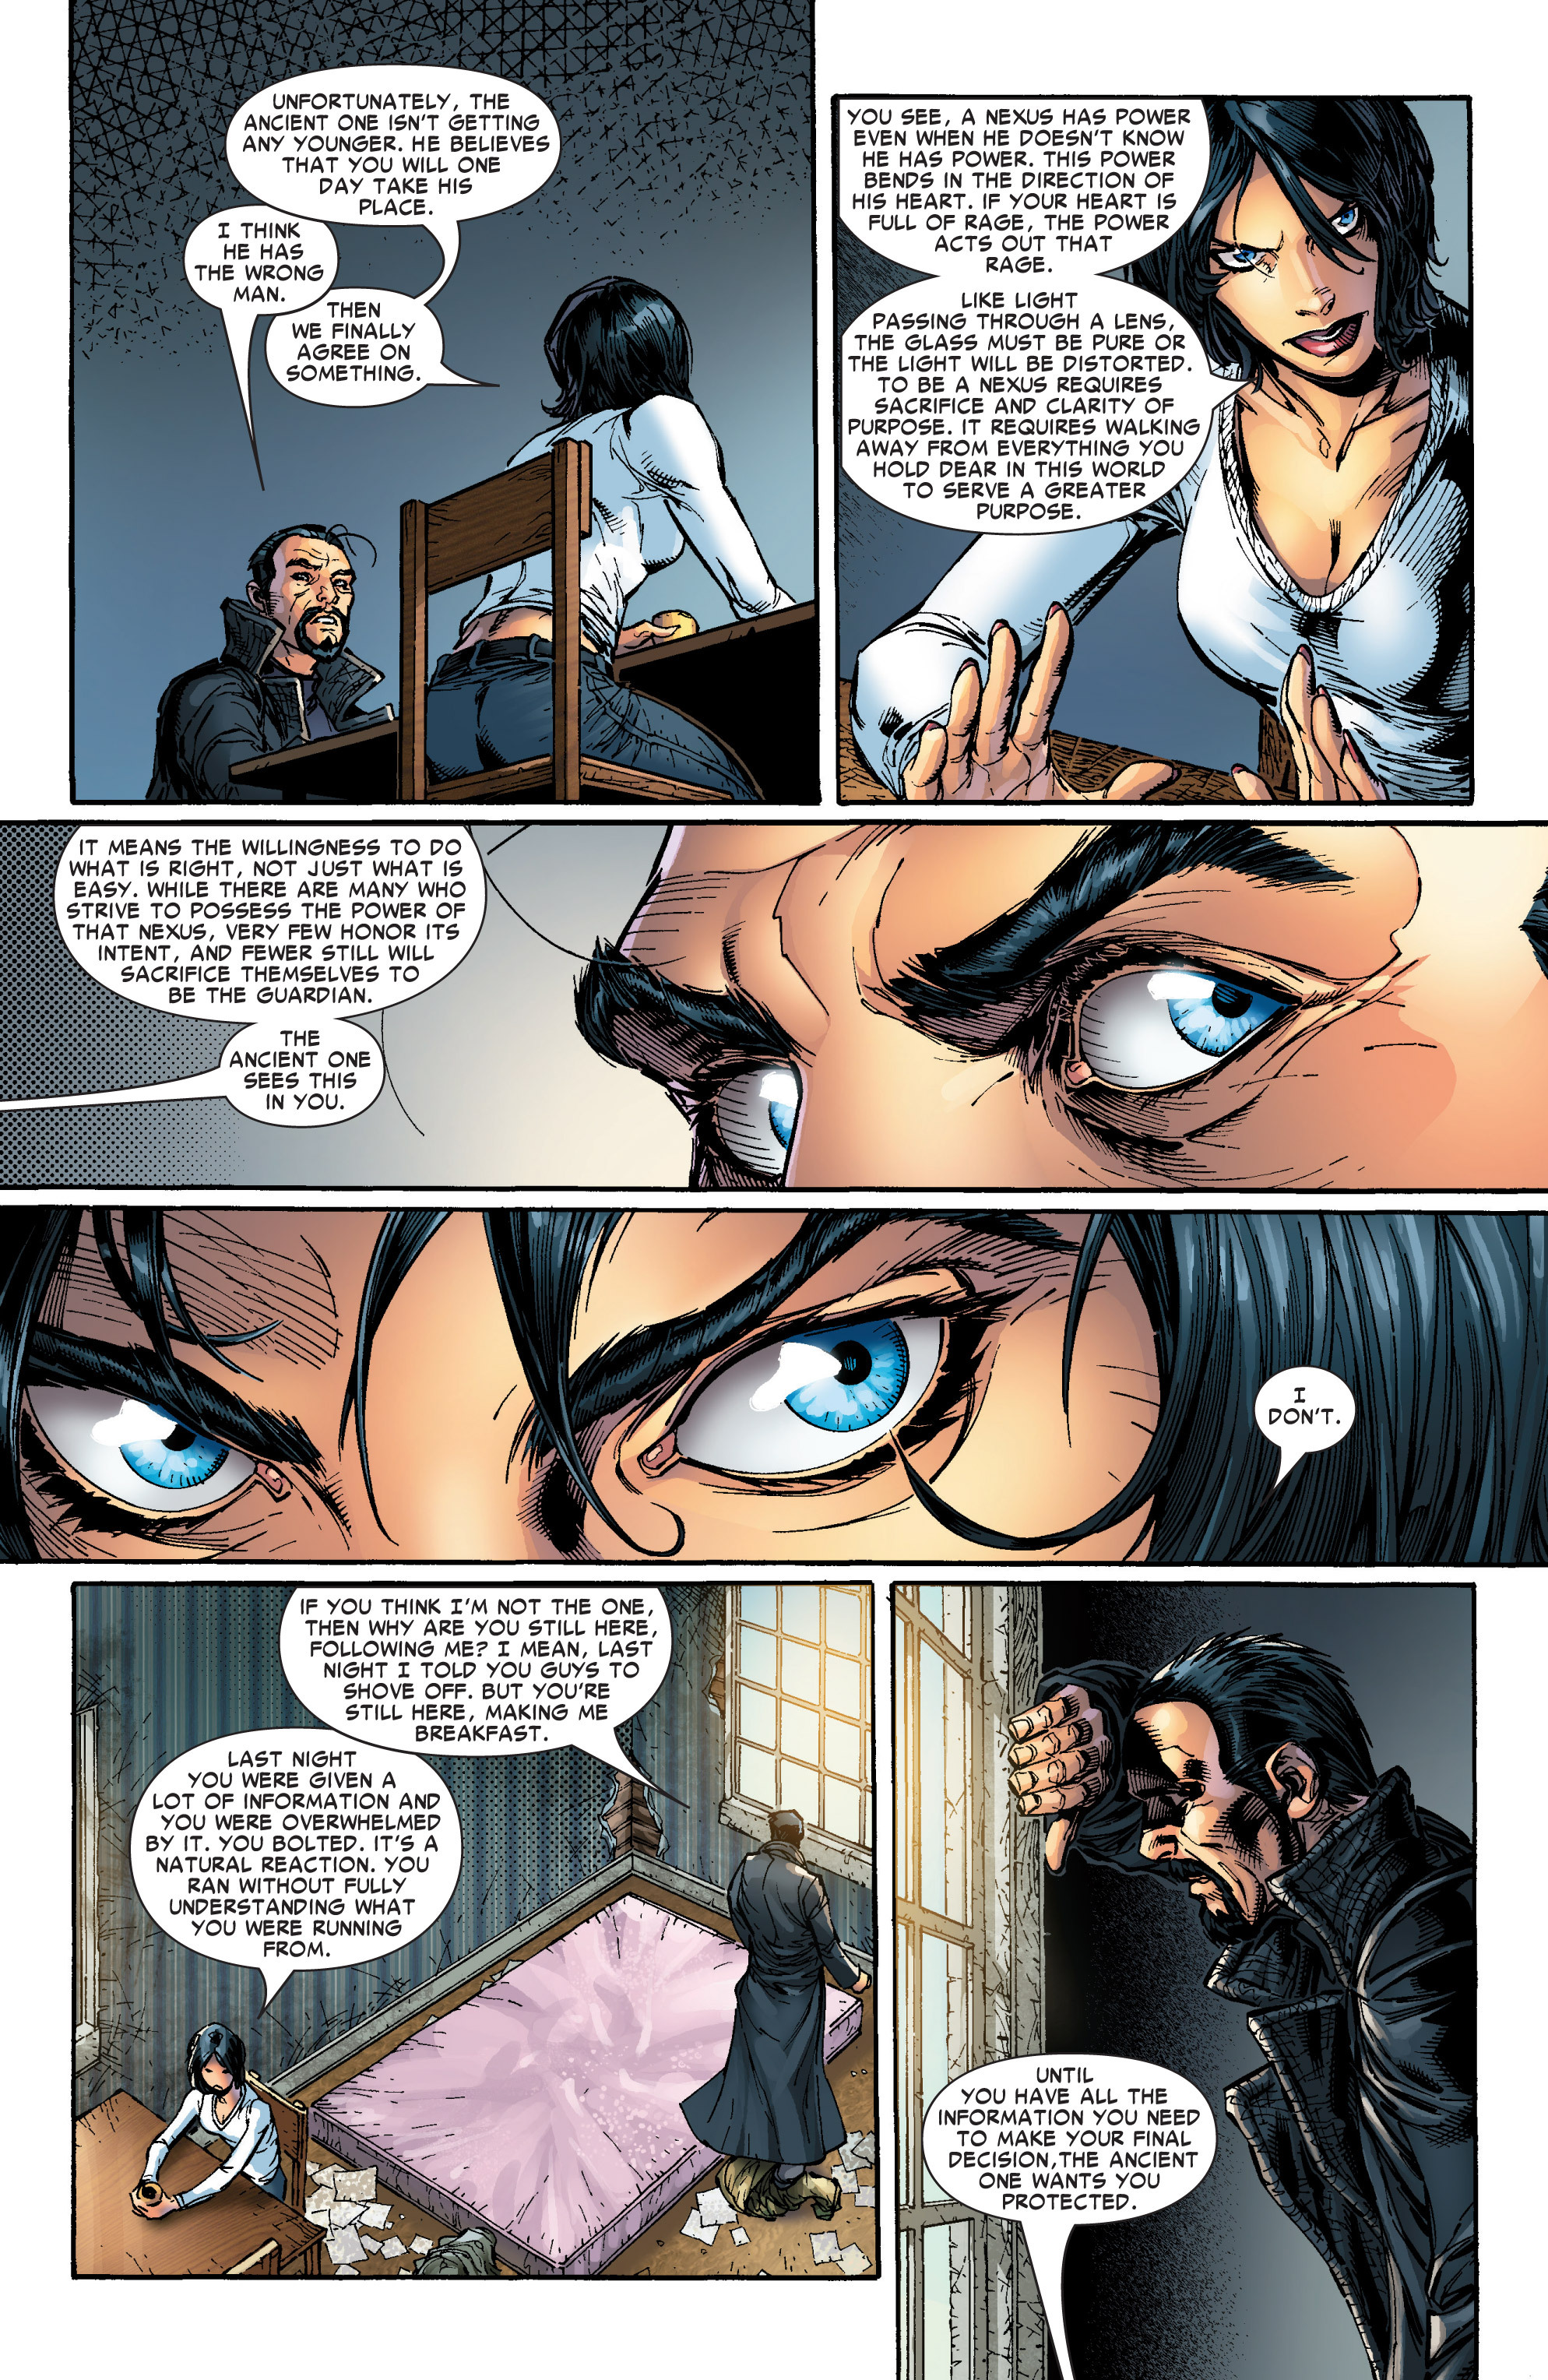 UNFORTUNATELY, THE
ANCIENT ONE ISN'T GETTING
ANY YOUNGER. HE BELIEVES
THAT YOU WILL ONE
DAY TAKE HIS
PLACE.
I THINK
HE HAS
THE WRONG
MAN.
THEN
WE FINALLY
AGREE ON
SOMETHING.
YOU SEE, A NEXUS HAS POWER
EVEN WHEN HE DOESN'T KNOW
HE HAS POWER. THIS POWER
BENDS IN THE DIRECTION OF
HIS HEART. IF YOUR HEART IS
FULL OF RAGE, THE POWER
ACTS OUT THAT
RAGE.
LIKE LIGHT
PASSING THROUGH A LENS,
THE GLASS MUST BE PURE OR
THE LIGHT WILL BE DISTORTED.
TO BE A NEXUS REQUIRES
SACRIFICE AND CLARITY OF
PURPOSE. IT REQUIRES WALKING
AWAY FROM EVERYTHING YOU
HOLD DEAR IN THIS WORLD
TO SERVE A GREATER
PURPOSE.
IT MEANS THE WILLINGNESS TO DO
WHAT IS RIGHT, NOT JUST WHAT IS
EASY. WHILE THERE ARE MANY WHO
STRIVE TO POSSESS THE POWER OF
THAT NEXUS, VERY FEW HONOR ITS
INTENT, AND FEWER STILL WILL
SACRIFICE THEMSELVES TO
BE THE GUARDIAN.
THE
ANCIENT ONE
SEES THIS
IN YOU.
I
DON'T.
IF YOU THINK I'M NOT THE ONE,
THEN WHY ARE YOU STILL HERE,
FOLLOWING ME? I MEAN, LAST
NIGHT I TOLD YOU GUYS TO
SHOVE OFF. BUT YOU'RE
STILL HERE, MAKING ME
BREAKFAST.
LAST NIGHT
YOU WERE GIVEN A
LOT OF INFORMATION AND
YOU WERE OVERWHELMED
BY IT. YOU BOLTED. IT'S A
NATURAL REACTION. YOU
RAN WITHOUT FULLY
UNDERSTANDING WHAT
YOU WERE RUNNING
FROM.
UNTIL
YOU HAVE ALL THE
INFORMATION YOU NEED
TO MAKE YOUR FINAL
DECISION,THE ANCIENT
ONE WANTS YOU
PROTECTED.